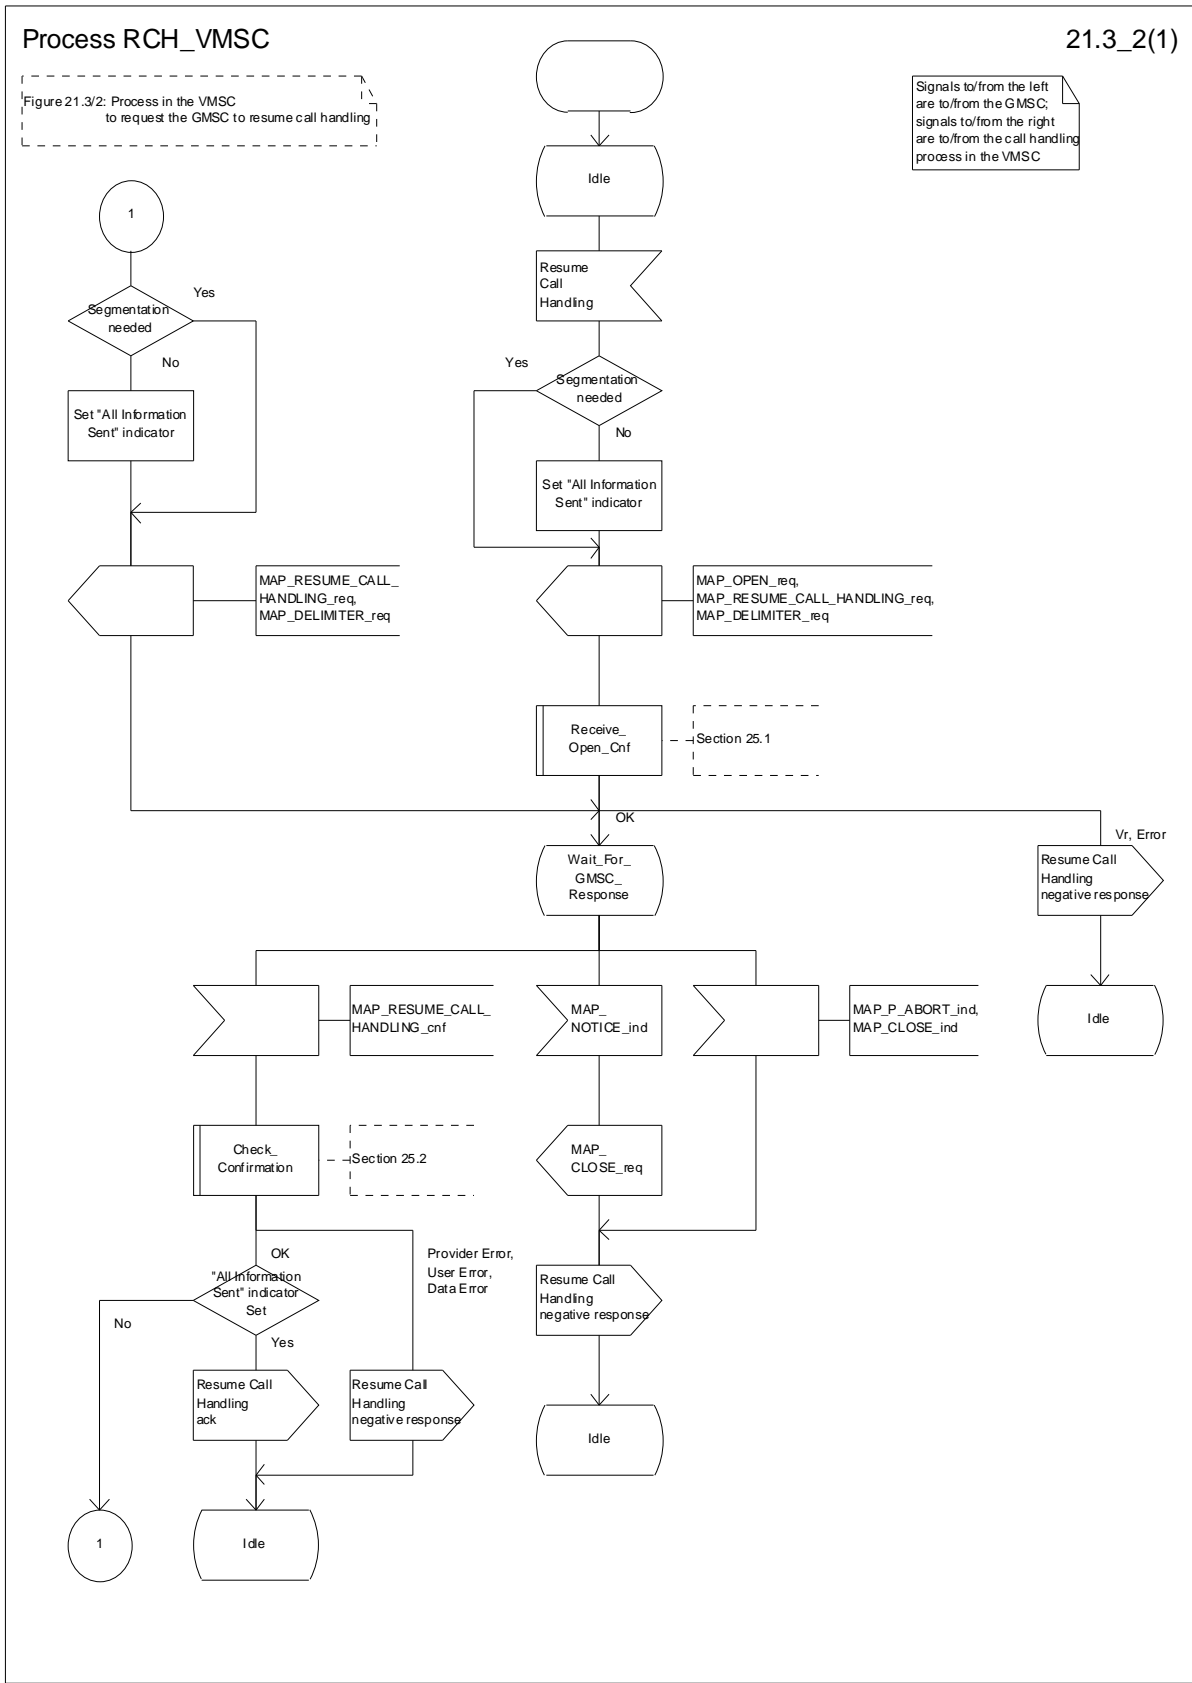 Process RCH_VMSC
21.3_2(1)
Figure 21.3/2: Process in the VMSC
to request the GMSC to resume call handling
Signals to/from the left
are to/from the GMSC;
signals to/from the right
are to/from the call handling
process in the VMSC
Idle
1
Resume
Call
Handling
Yes
Segmentation
needed
No
Yes
Segmentation
needed
No
Set "All Information
Sent" indicator
Set "All Information
Sent" indicator
MAP_RESUME_CALL_
HANDLING_req,
MAP_DELIMITER_req
MAP_OPEN_req,
MAP_RESUME_CALL_HANDLING_req,
MAP_DELIMITER_req
Receive_
Open_Cnf
Section 25.1
OK
Vr, Error
Wait_For_
GMSC_
Response
Resume Call
Handling
negative response
MAP_RESUME_CALL_
HANDLING_cnf
MAP_
NOTICE_ind
MAP_P_ABORT_ind,
MAP_CLOSE_ind
Idle
Check_
Confirmation
Section 25.2
MAP_
CLOSE_req
OK
Provider Error,
User Error,
Data Error
"All Information
Sent" indicator
Set
No
Yes
Resume Call
Handling
negative response
Resume Call
Handling
ack
Resume Call
Handling
negative response
Idle
1
Idle